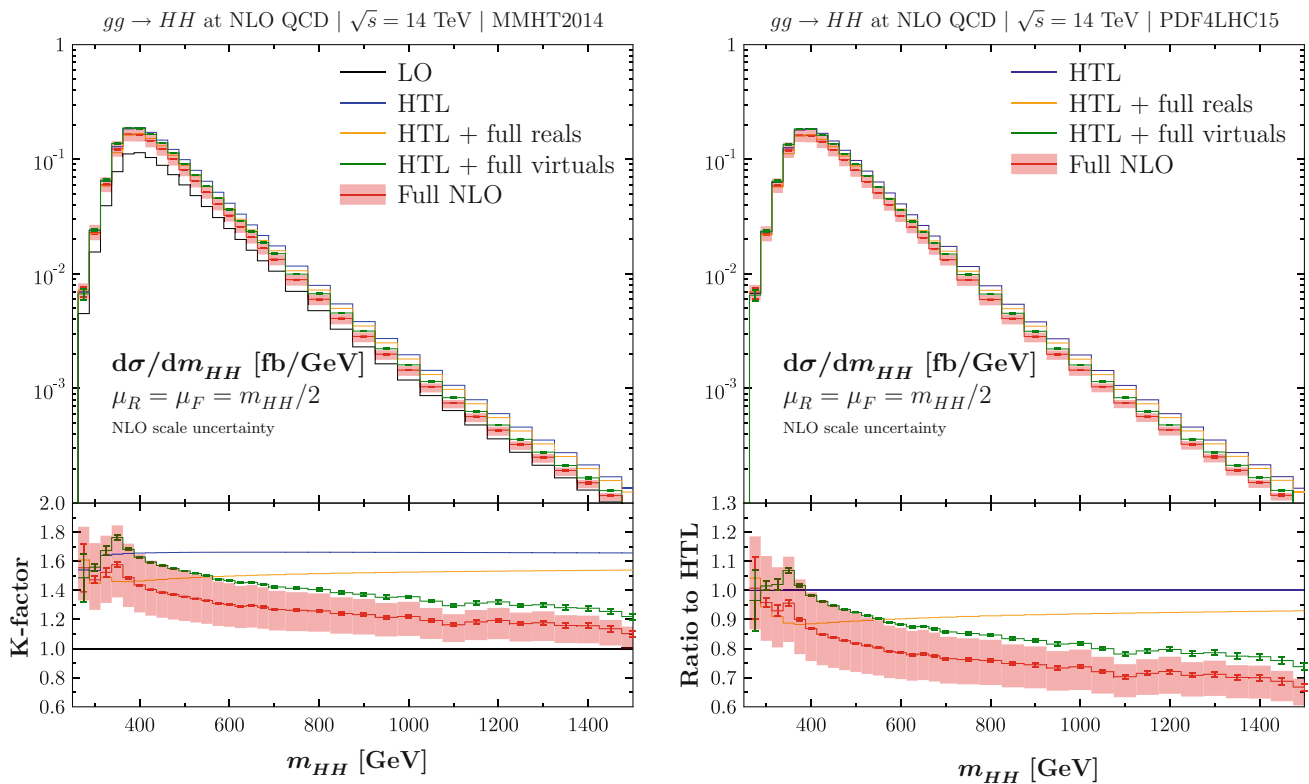 gg → HH at NLO QCD | √s = 14 TeV | MMHT2014
1
10⁻¹
10⁻²
10⁻³
LO
HTL
HTL + full reals
HTL + full virtuals
Full NLO
dσ/dm_HH [fb/GeV]
μ_R = μ_F = m_HH/2
NLO scale uncertainty
K-factor
2.0
1.8
1.6
1.4
1.2
1.0
0.8
0.6
400 600 800 1000 1200 1400
m_HH [GeV]
gg → HH at NLO QCD | √s = 14 TeV | PDF4LHC15
1
10⁻¹
10⁻²
10⁻³
HTL
HTL + full reals
HTL + full virtuals
Full NLO
dσ/dm_HH [fb/GeV]
μ_R = μ_F = m_HH/2
NLO scale uncertainty
Ratio to HTL
1.3
1.2
1.1
1.0
0.9
0.8
0.7
0.6
400 600 800 1000 1200 1400
m_HH [GeV]